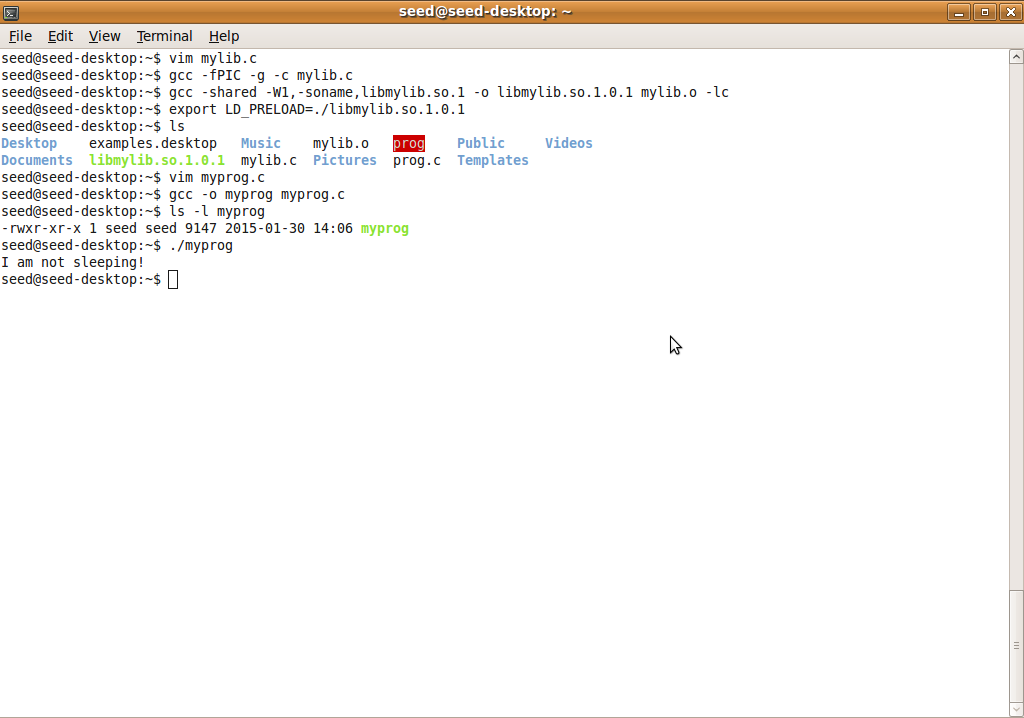 seed@seed-desktop: ~
File Edit View Terminal Help
seed@seed-desktop:~$ vim mylib.c
seed@seed-desktop:~$ gcc -fPIC -g -c mylib.c
seed@seed-desktop:~$ gcc -shared -W1,-soname,libmylib.so.1 -o libmylib.so.1.0.1 mylib.o -lc
seed@seed-desktop:~$ export LD_PRELOAD=./libmylib.so.1.0.1
seed@seed-desktop:~$ ls
Desktop    examples.desktop   Music    mylib.o   prog    Public     Videos
Documents  libmylib.so.1.0.1  mylib.c  Pictures  prog.c  Templates
seed@seed-desktop:~$ vim myprog.c
seed@seed-desktop:~$ gcc -o myprog myprog.c
seed@seed-desktop:~$ ls -l myprog
-rwxr-xr-x 1 seed seed 9147 2015-01-30 14:06 myprog
seed@seed-desktop:~$ ./myprog
I am not sleeping!
seed@seed-desktop:~$